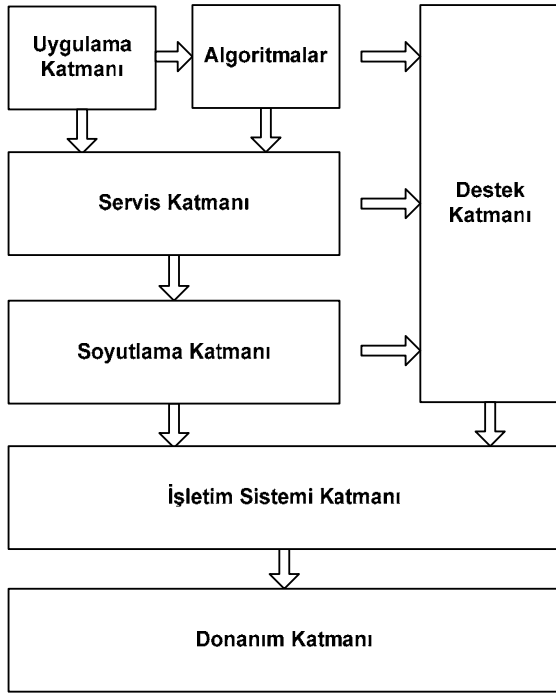 Uygulama
Katmanı
Algoritmalar
Servis Katmanı
Destek
Katmanı
Soyutlama Katmanı
İşletim Sistemi Katmanı
Donanım Katmanı